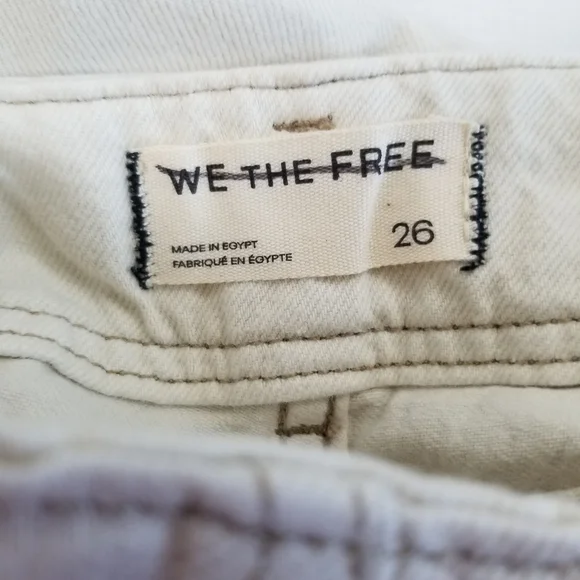 WE THE FREE
MADE IN EGYPT
FABRIQUÉ EN ÉGYPTE
26